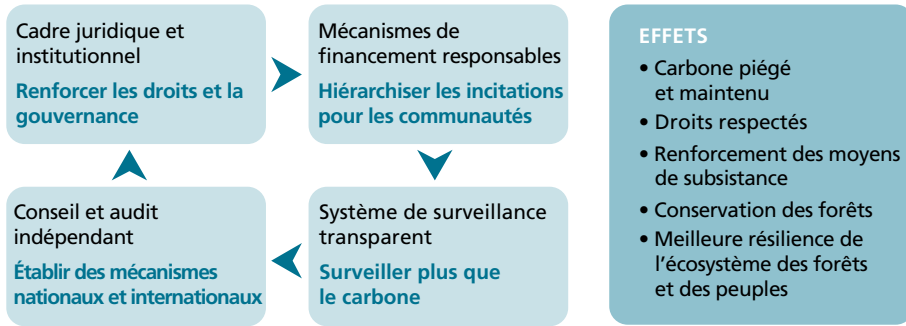 Cadre juridique et
institutionnel
Renforcer les droits et la
gouvernance
Mécanismes de
financement responsables
Hiérarchiser les incitations
pour les communautés
Système de surveillance
transparent
Surveiller plus que
le carbone
Conseil et audit
indépendant
Établir des mécanismes
nationaux et internationaux
EFFETS
• Carbone piégé
et maintenu
• Droits respectés
• Renforcement des moyens
de subsistance
• Conservation des forêts
• Meilleure résilience de
l'écosystème des forêts
et des peuples